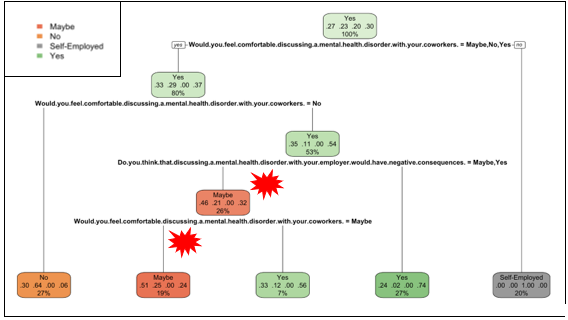 Maybe
No
Self-Employed
Yes
Yes
.27 .23 .20 .30
100%
yes Would.you.feel.comfortable.discussing.a.mental.health.disorder.with.your.coworkers. = Maybe,No,Yes no
Yes
.33 .29 .00 .37
80%
Would.you.feel.comfortable.discussing.a.mental.health.disorder.with.your.coworkers. = No
Yes
.35 .11 .00 .54
53%
Do.you.think.that.discussing.a.mental.health.disorder.with.your.employer.would.have.negative.consequences. = Maybe,Yes
Maybe
.46 .21 .00 .32
26%
Would.you.feel.comfortable.discussing.a.mental.health.disorder.with.your.coworkers. = Maybe
No
.30 .64 .00 .06
27%
Maybe
.51 .25 .00 .24
19%
Yes
.33 .12 .00 .56
7%
Yes
.24 .02 .00 .74
27%
Self-Employed
.00 .00 1.00 .00
20%